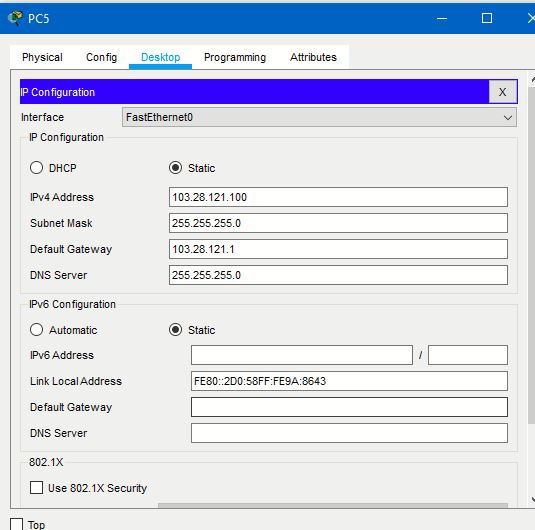 PC5
Physical Config Desktop Programming Attributes
IP Configuration X
Interface FastEthernet0
IP Configuration
DHCP Static
IPv4 Address 103.28.121.100
Subnet Mask 255.255.255.0
Default Gateway 103.28.121.1
DNS Server 255.255.255.0
IPv6 Configuration
Automatic Static
IPv6 Address /
Link Local Address FE80::2D0:58FF:FE9A:8643
Default Gateway
DNS Server
802.1X
Use 802.1X Security
Top